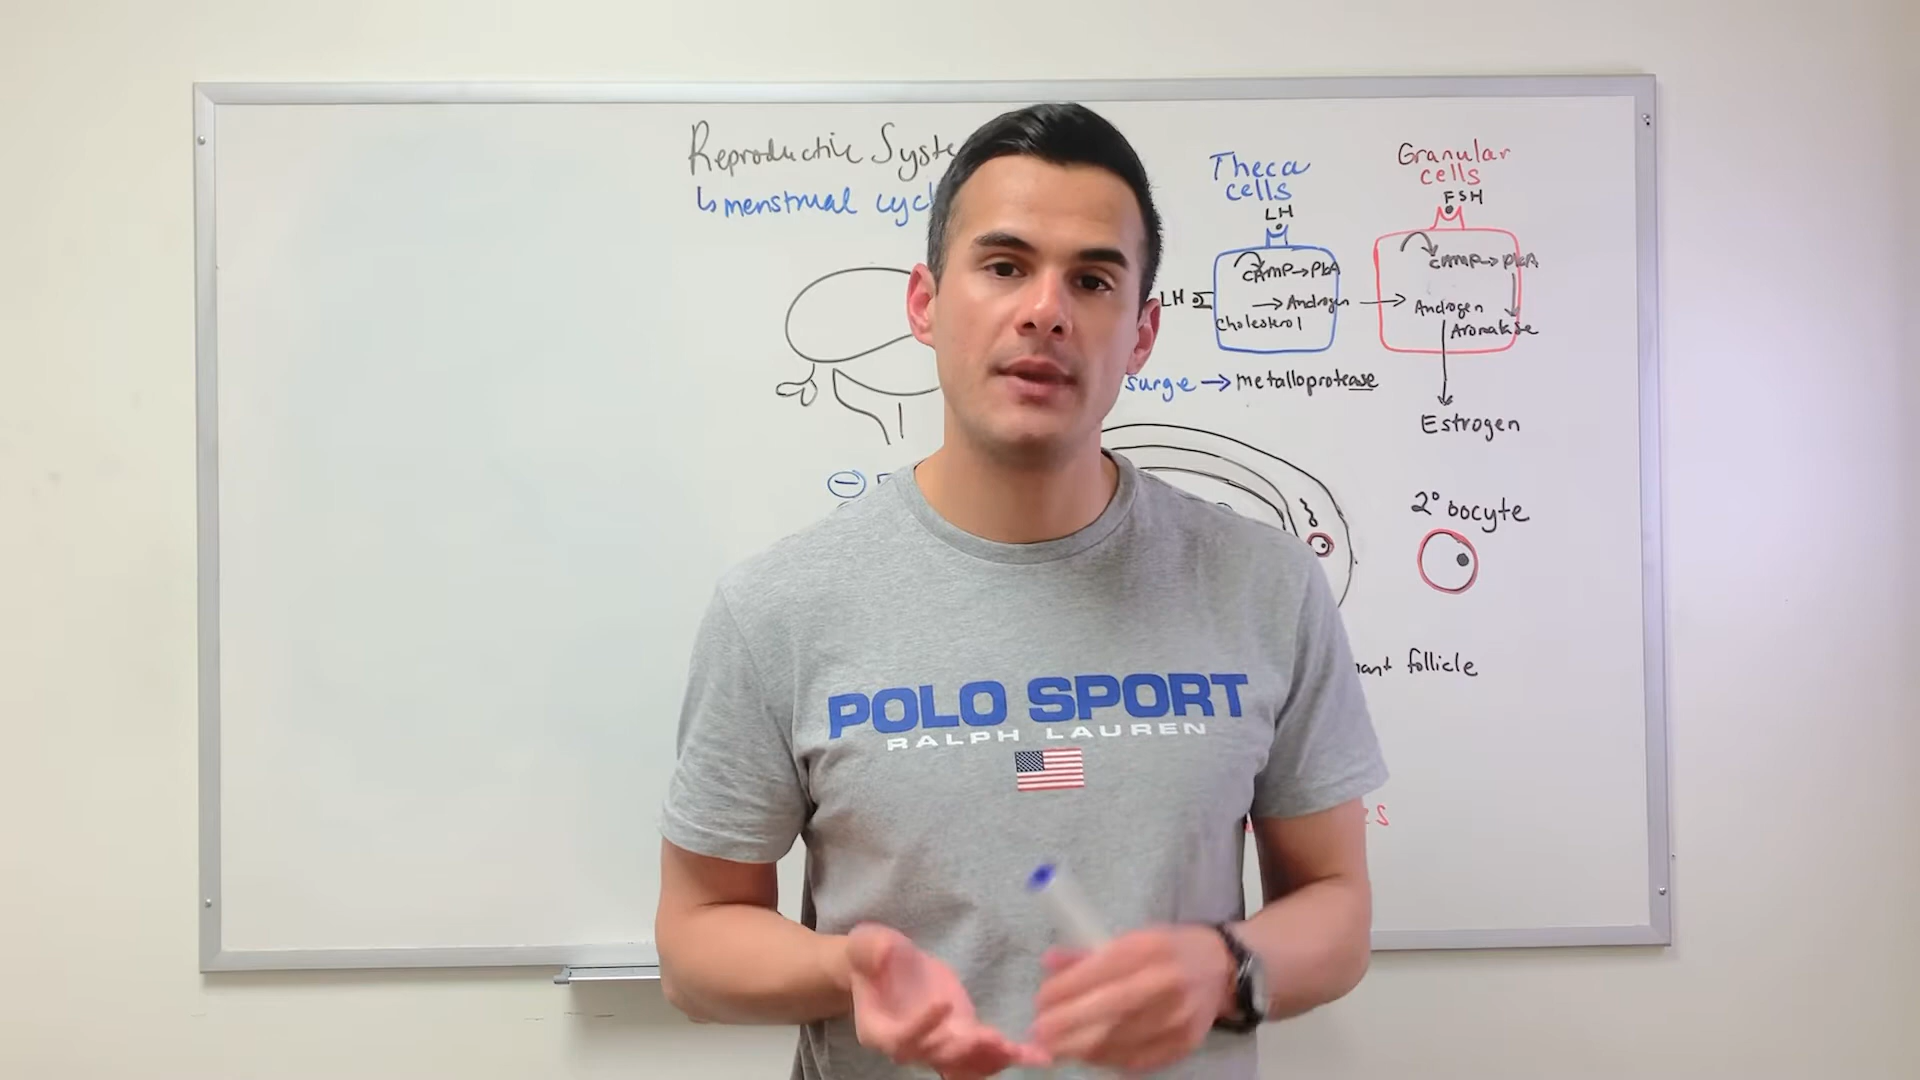 Reproductive Syste
↳ menstrual cycl
Theca
cells
LH
cAMP→PKA
LH
→ Androgen
Cholesterol
Granular
cells
FSH
cAMP→PKA
Androgen
Aromatase
Estrogen
surge → metalloprotease
2° oocyte
nant follicle
POLO SPORT
RALPH LAUREN